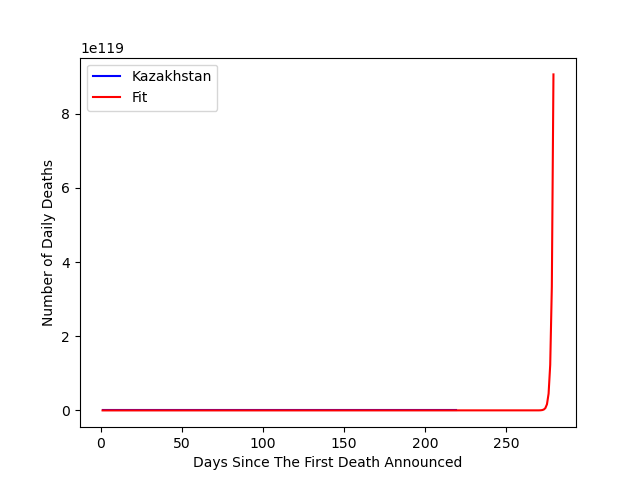 1e119
Kazakhstan
Fit
8
6
4
2
0
Number of Daily Deaths
0 50 100 150 200 250
Days Since The First Death Announced